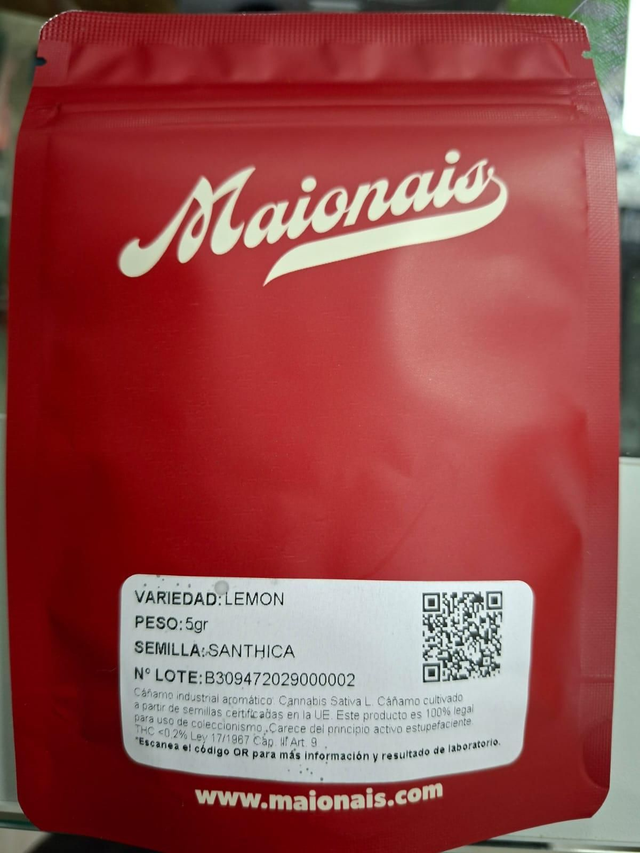 Maionais
VARIEDAD:LEMON
PESO:5gr
SEMILLA:SANTHICA
Nº LOTE:B309472029000002
Cáñamo industrial aromático Cannabis Sativa L. Cáñamo cultivado
a partir de semillas certificadas en la UE. Este producto es 100% legal
para uso de coleccionismo. Carece del principio activo estupefaciente.
THC <0,2% Ley 17/1967 Cap. III Art. 9
*Escanea el código QR para más información y resultado de laboratorio.
www.maionais.com